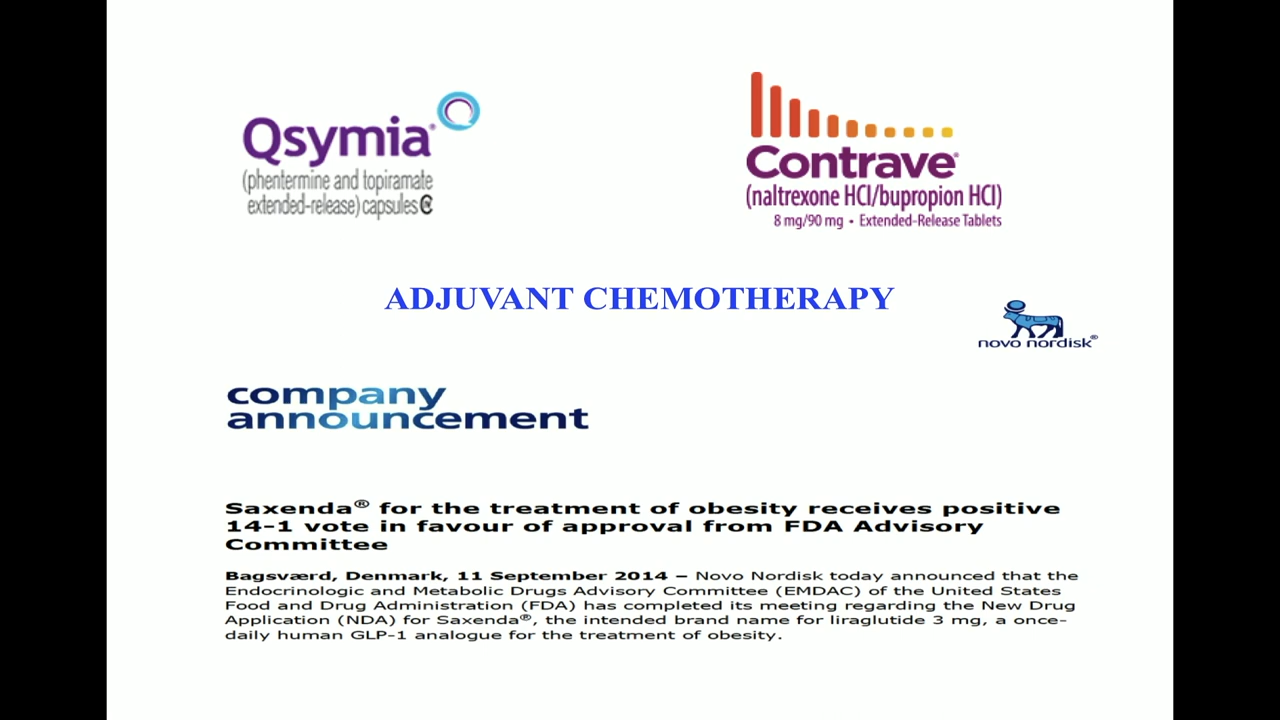 Qsymia®
(phentermine and topiramate
extended-release) capsules CIV
Contrave®
(naltrexone HCl/bupropion HCl)
8 mg/90 mg • Extended-Release Tablets
ADJUVANT CHEMOTHERAPY
novo nordisk®
company
announcement
Saxenda® for the treatment of obesity receives positive
14-1 vote in favour of approval from FDA Advisory
Committee
Bagsværd, Denmark, 11 September 2014 – Novo Nordisk today announced that the
Endocrinologic and Metabolic Drugs Advisory Committee (EMDAC) of the United States
Food and Drug Administration (FDA) has completed its meeting regarding the New Drug
Application (NDA) for Saxenda®, the intended brand name for liraglutide 3 mg, a once-
daily human GLP-1 analogue for the treatment of obesity.